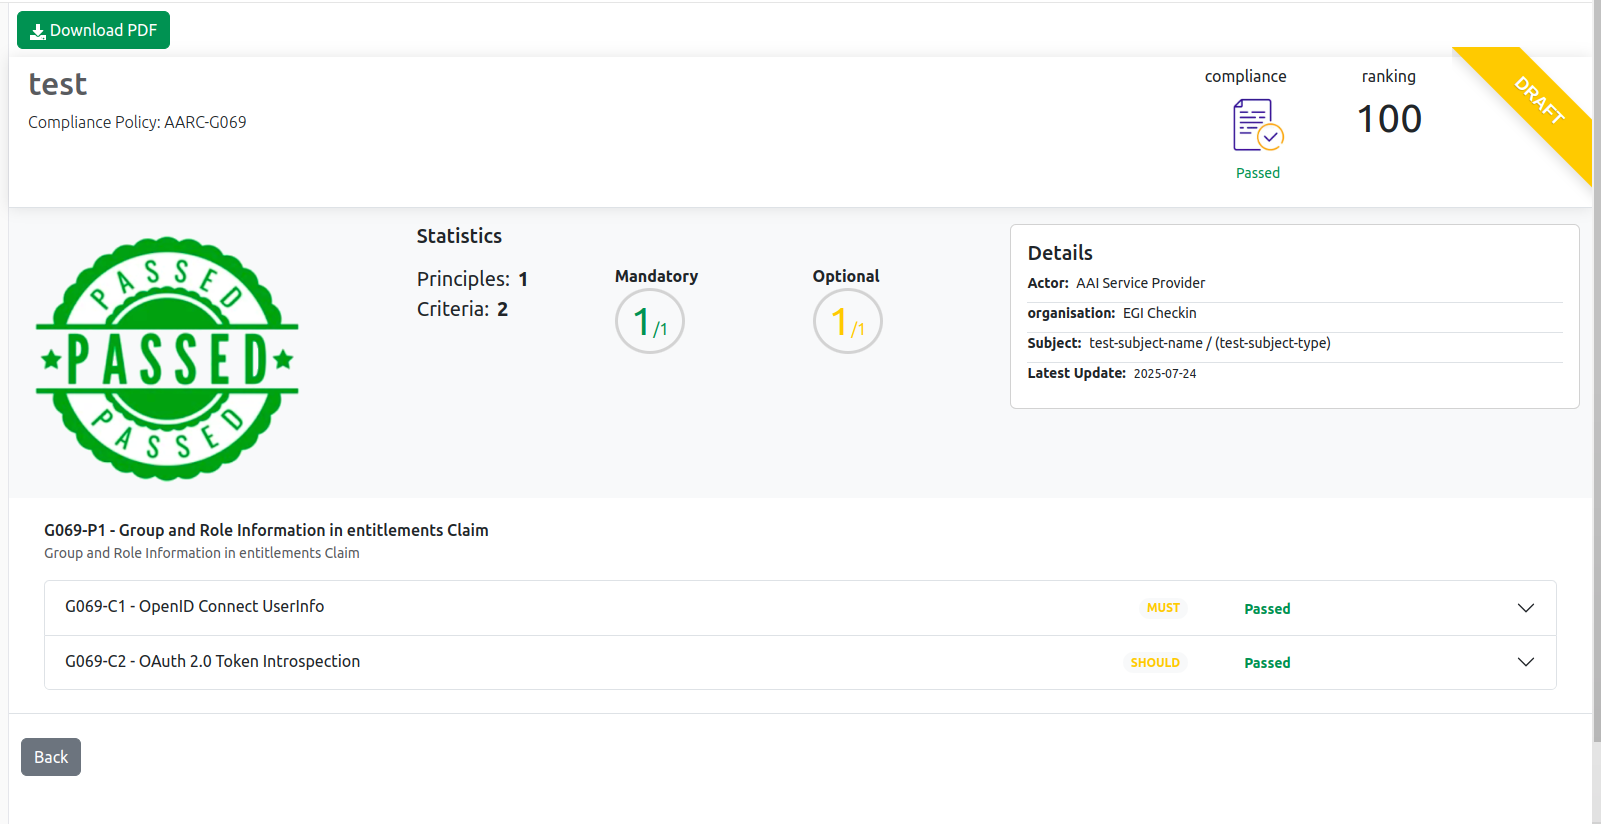 Download PDF
test
Compliance Policy: AARC-G069
compliance
Passed
ranking
100
DRAFT
PASSED
PASSED
PASSED
Statistics
Principles: 1
Criteria: 2
Mandatory
1/1
Optional
1/1
Details
Actor: AAI Service Provider
organisation: EGI Checkin
Subject: test-subject-name / (test-subject-type)
Latest Update: 2025-07-24
G069-P1 - Group and Role Information in entitlements Claim
Group and Role Information in entitlements Claim
G069-C1 - OpenID Connect UserInfo MUST Passed
G069-C2 - OAuth 2.0 Token Introspection SHOULD Passed
Back